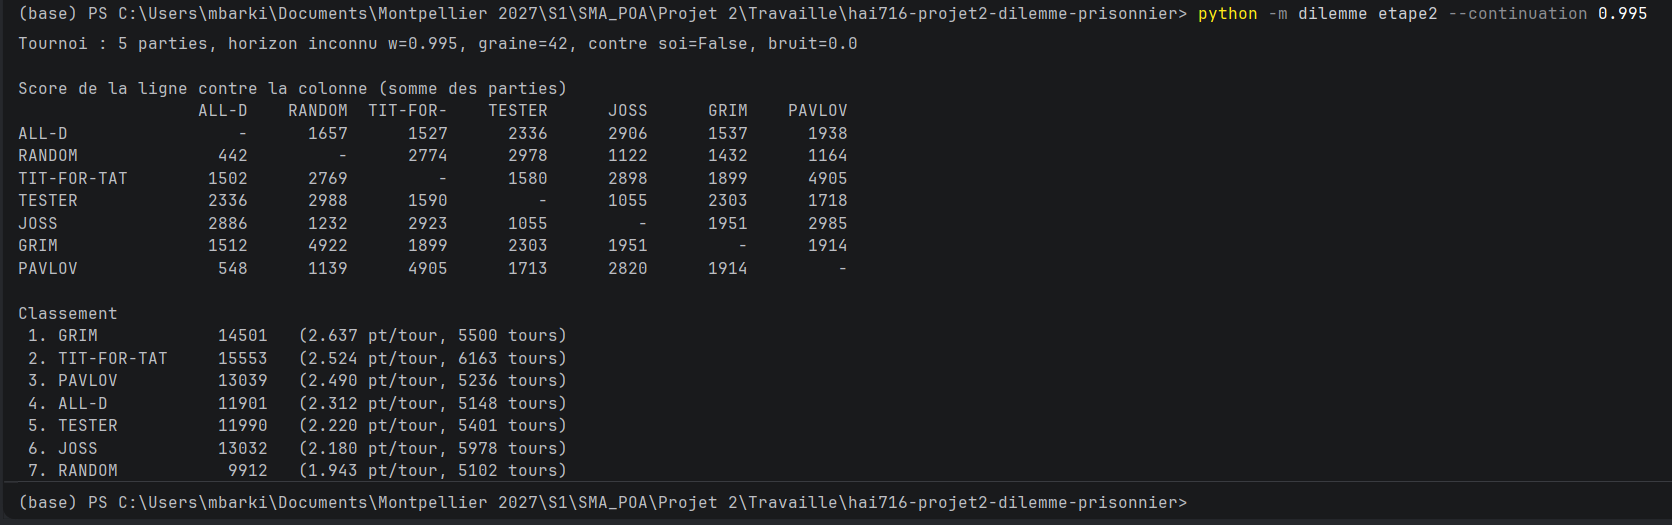 (base) PS C:\Users\mbarki\Documents\Montpellier 2027\S1\SMA_POA\Projet 2\Travaille\hai716-projet2-dilemme-prisonnier> python -m dilemme etape2 --continuation 0.995
Tournoi : 5 parties, horizon inconnu w=0.995, graine=42, contre soi=False, bruit=0.0
Score de la ligne contre la colonne (somme des parties)
ALL-D RANDOM TIT-FOR- TESTER JOSS GRIM PAVLOV
ALL-D - 1657 1527 2336 2906 1537 1938
RANDOM 442 - 2774 2978 1122 1432 1164
TIT-FOR-TAT 1502 2769 - 1580 2898 1899 4905
TESTER 2336 2988 1590 - 1055 2303 1718
JOSS 2886 1232 2923 1055 - 1951 2985
GRIM 1512 4922 1899 2303 1951 - 1914
PAVLOV 548 1139 4905 1713 2820 1914 -
Classement
1. GRIM 14501 (2.637 pt/tour, 5500 tours)
2. TIT-FOR-TAT 15553 (2.524 pt/tour, 6163 tours)
3. PAVLOV 13039 (2.490 pt/tour, 5236 tours)
4. ALL-D 11901 (2.312 pt/tour, 5148 tours)
5. TESTER 11990 (2.220 pt/tour, 5401 tours)
6. JOSS 13032 (2.180 pt/tour, 5978 tours)
7. RANDOM 9912 (1.943 pt/tour, 5102 tours)
(base) PS C:\Users\mbarki\Documents\Montpellier 2027\S1\SMA_POA\Projet 2\Travaille\hai716-projet2-dilemme-prisonnier>